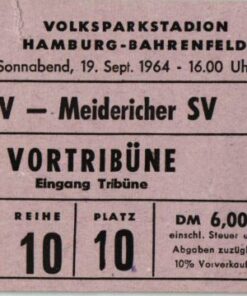 VOLKSPARKSTADION
HAMBURG-BAHRENFELD
Sonnabend, 19. Sept. 1964 - 16.00 Uhr
V — Meidericher SV
VORTRIBÜNE
Eingang Tribüne
REIHE PLATZ DM 6,00
10 10
einschl. Steuer u
Abgaben zuzügl
10% Vorverkauf